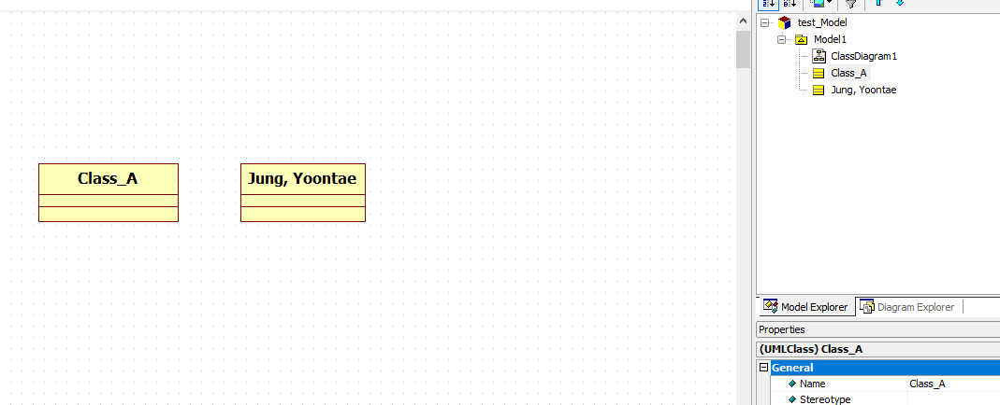 test_Model
Model1
ClassDiagram1
Class_A
Jung, Yoontae
Class_A
Jung, Yoontae
Model Explorer
Diagram Explorer
Properties
(UMLClass) Class_A
General
Name Class_A
Stereotype